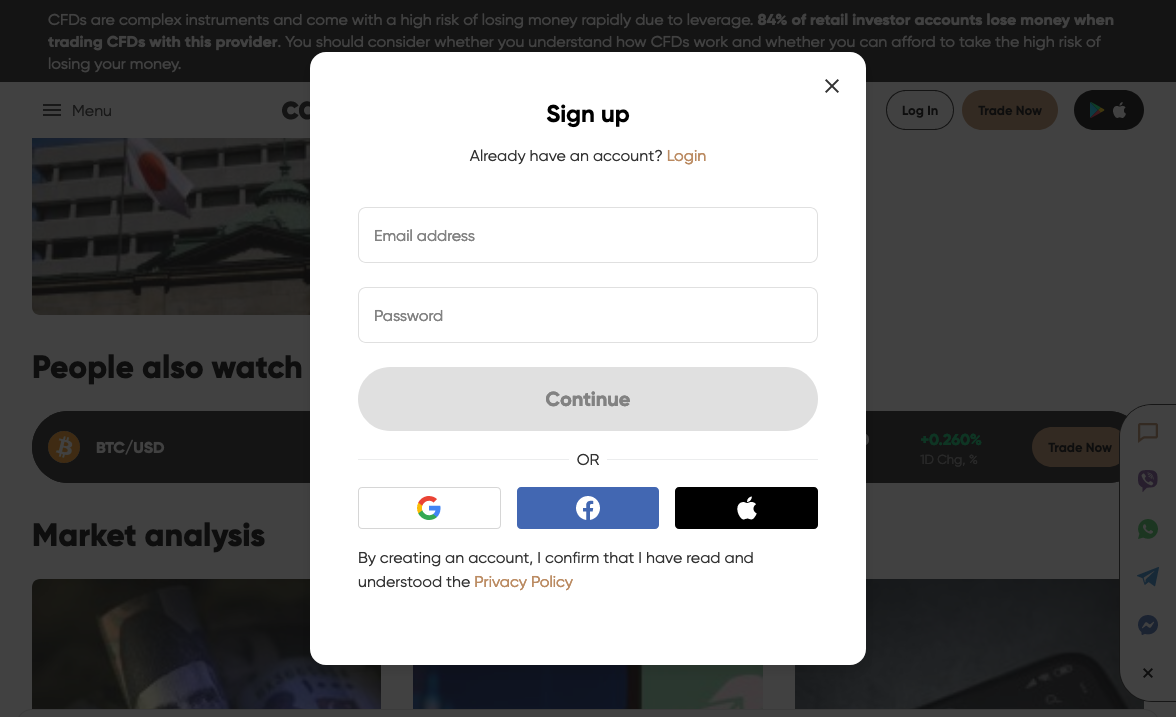 CFDs are complex instruments and come with a high risk of losing money rapidly due to leverage. 84% of retail investor accounts lose money when
trading CFDs with this provider. You should consider whether you understand how CFDs work and whether you can afford to take the high risk of
losing your money.
Menu
Log In
Trade Now
Sign up
Already have an account? Login
Email address
Password
Continue
OR
By creating an account, I confirm that I have read and
understood the Privacy Policy
People also watch
BTC/USD
+0.260%
1D Chg, %
Trade Now
Market analysis